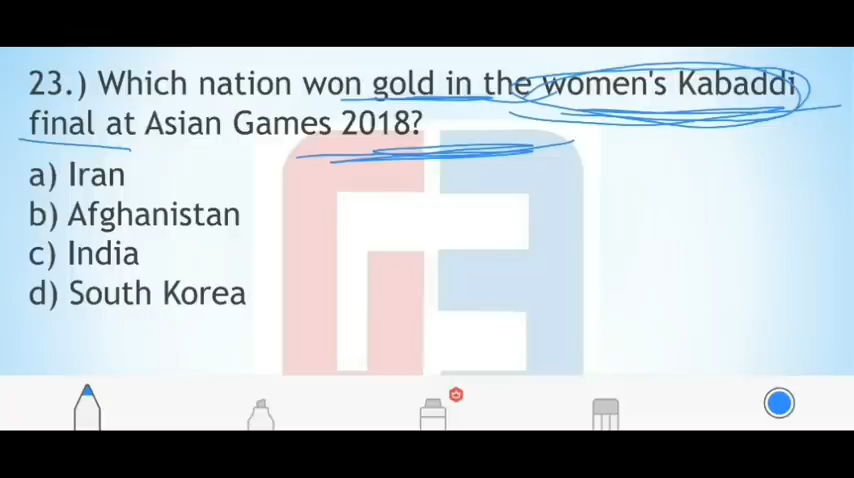 23.) Which nation won gold in the women's Kabaddi
final at Asian Games 2018?
a) Iran
b) Afghanistan
c) India
d) South Korea